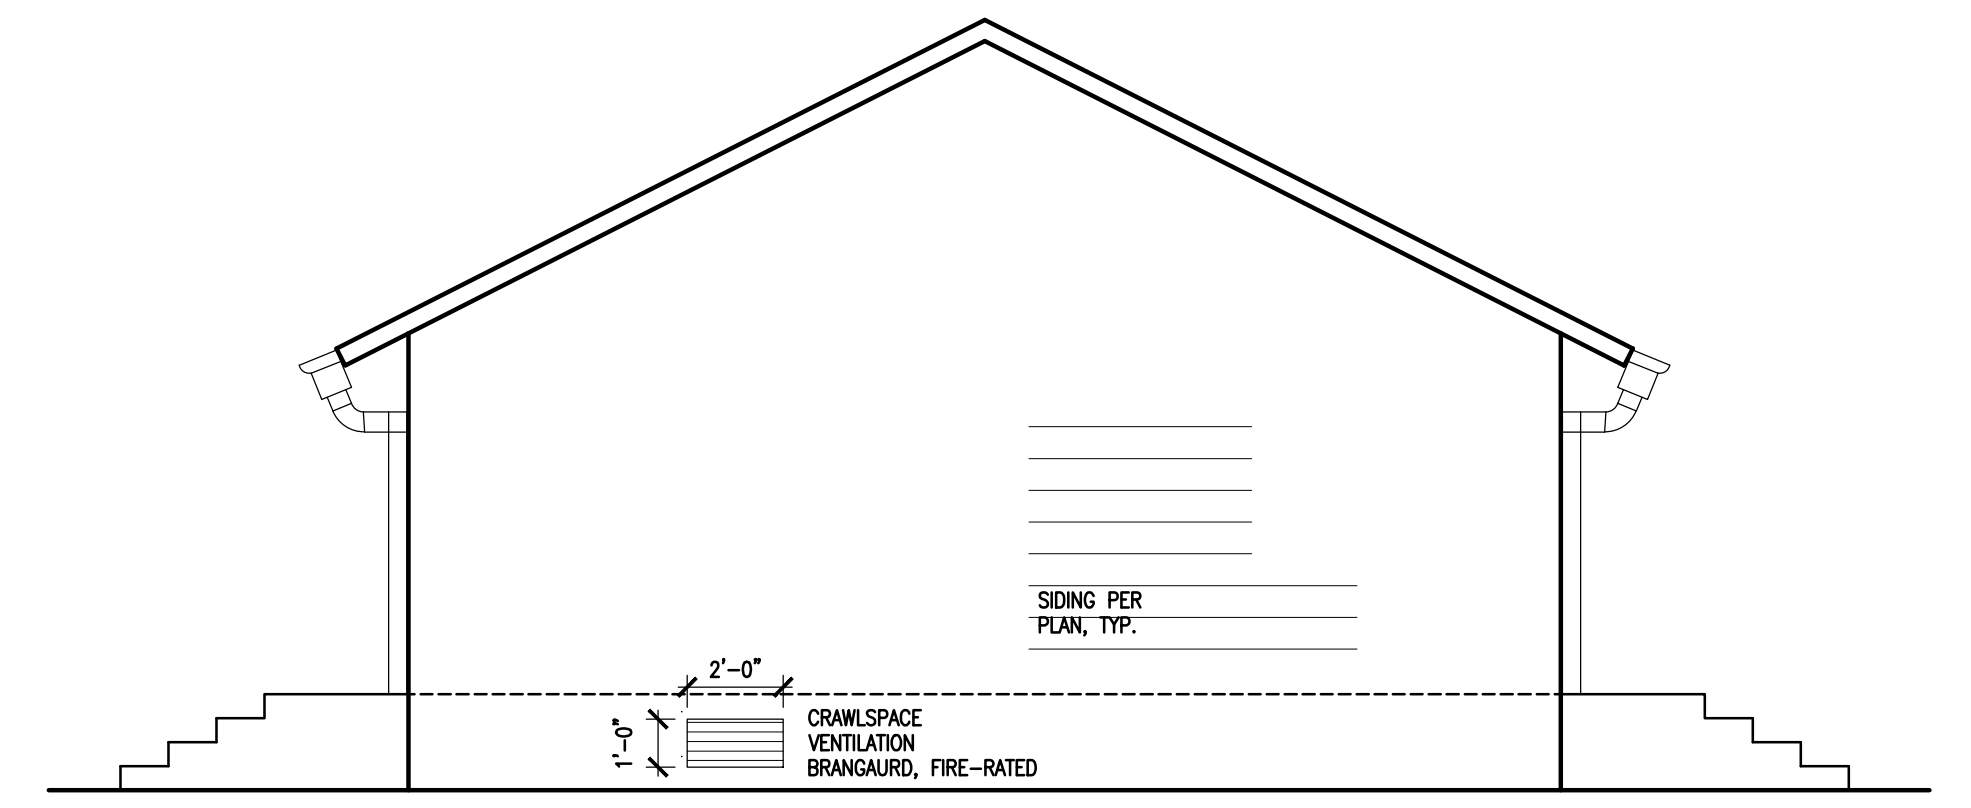 SIDING PER
PLAN, TYP.
2'-0"
1'-0"
CRAWLSPACE
VENTILATION
BRANGAURD, FIRE-RATED